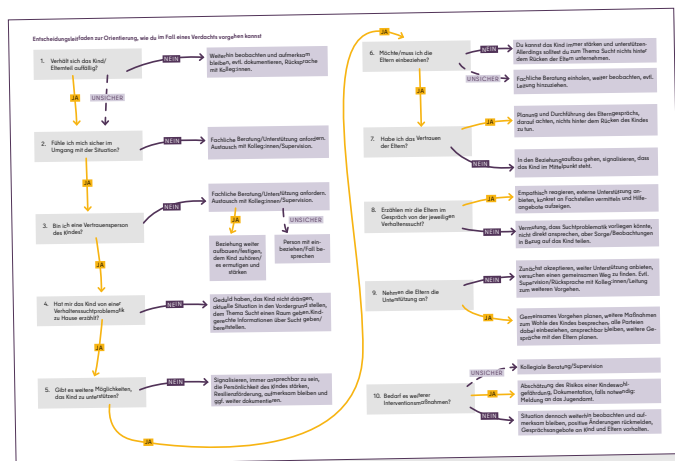 Entscheidungsleitfaden zur Orientierung, wie du im Fall eines Verdachts vorgehen kannst
1. Verhält sich das Kind/
Elternteil auffällig?
NEIN
Weiterhin beobachten und aufmerksam
bleiben, evtl. dokumentieren, Rücksprache
mit Kolleg:innen.
JA
UNSICHER
2. Fühle ich mich sicher im
Umgang mit der Situation?
NEIN
Fachliche Beratung/Unterstützung anfordern.
Austausch mit Kolleg:innen/Supervision.
JA
3. Bin ich eine Vertrauensperson
des Kindes?
NEIN
Fachliche Beratung/Unterstützung anfordern.
Austausch mit Kolleg:innen/Supervision.
JA
UNSICHER
Beziehung weiter
aufbauen/festigen,
dem Kind zuhören/
es ermutigen und
stärken
Person mit ein-
beziehen/Fall be-
sprechen
JA
4. Hat mir das Kind von einer
Verhaltenssuchtproblematik
zu Hause erzählt?
NEIN
Geduld haben, das Kind nicht drängen,
aktuelle Situation in den Vordergrund stellen,
dem Thema Sucht einen Raum geben. Kind-
gerechte Informationen über Sucht geben/
bereitstellen.
JA
5. Gibt es weitere Möglichkeiten,
das Kind zu unterstützen?
NEIN
Signalisieren, immer ansprechbar zu sein,
die Persönlichkeit des Kindes stärken,
Resilienzförderung, aufmerksam bleiben und
ggf. weiter dokumentieren.
JA
JA
6. Möchte/muss ich die
Eltern einbeziehen?
NEIN
Du kannst das Kind immer stärken und unterstützen.
Allerdings solltest du zum Thema Sucht nichts hinter
dem Rücken der Eltern unternehmen.
UNSICHER
Fachliche Beratung einholen, weiter beobachten, evtl.
Leitung hinzuziehen.
JA
7. Habe ich das Vertrauen
der Eltern?
JA
Planung und Durchführung des Elterngesprächs,
darauf achten, nichts hinter dem Rücken des Kindes
zu tun.
NEIN
In den Beziehungsaufbau gehen, signalisieren, dass
das Kind im Mittelpunkt steht.
8. Erzählen mir die Eltern im
Gespräch von der jeweiligen
Verhaltenssucht?
JA
Empathisch reagieren, externe Unterstützung an-
bieten, konkret an Fachstellen vermitteln und Hilfe-
angebote aufzeigen.
NEIN
Vermutung, dass Suchtproblematik vorliegen könnte,
nicht direkt ansprechen, aber Sorge/Beobachtungen
in Bezug auf das Kind teilen.
9. Nehmen die Eltern die
Unterstützung an?
NEIN
Zunächst akzeptieren, weiter Unterstützung anbieten,
versuchen einen gemeinsamen Weg zu finden. Evtl.
Supervision/Rücksprache mit Kolleg:innen/Leitung
zum weiteren Vorgehen.
JA
Gemeinsames Vorgehen planen, weitere Maßnahmen
zum Wohle des Kindes besprechen, alle Parteien
dabei einbeziehen, ansprechbar bleiben, weitere Ge-
spräche mit den Eltern planen.
10. Bedarf es weiterer
Interventionsmaßnahmen?
UNSICHER
Kollegiale Beratung/Supervision
JA
Abschätzung des Risikos einer Kindeswohl-
gefährdung, Dokumentation, falls notwendig:
Meldung an das Jugendamt.
NEIN
Situation dennoch weiterhin beobachten und auf-
merksam bleiben, positive Änderungen rückmelden,
Gesprächsangebote an Kind und Eltern vorhalten.